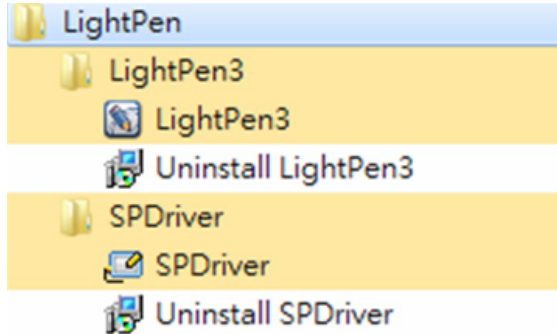 LightPen
LightPen3
LightPen3
Uninstall LightPen3
SPDriver
SPDriver
Uninstall SPDriver